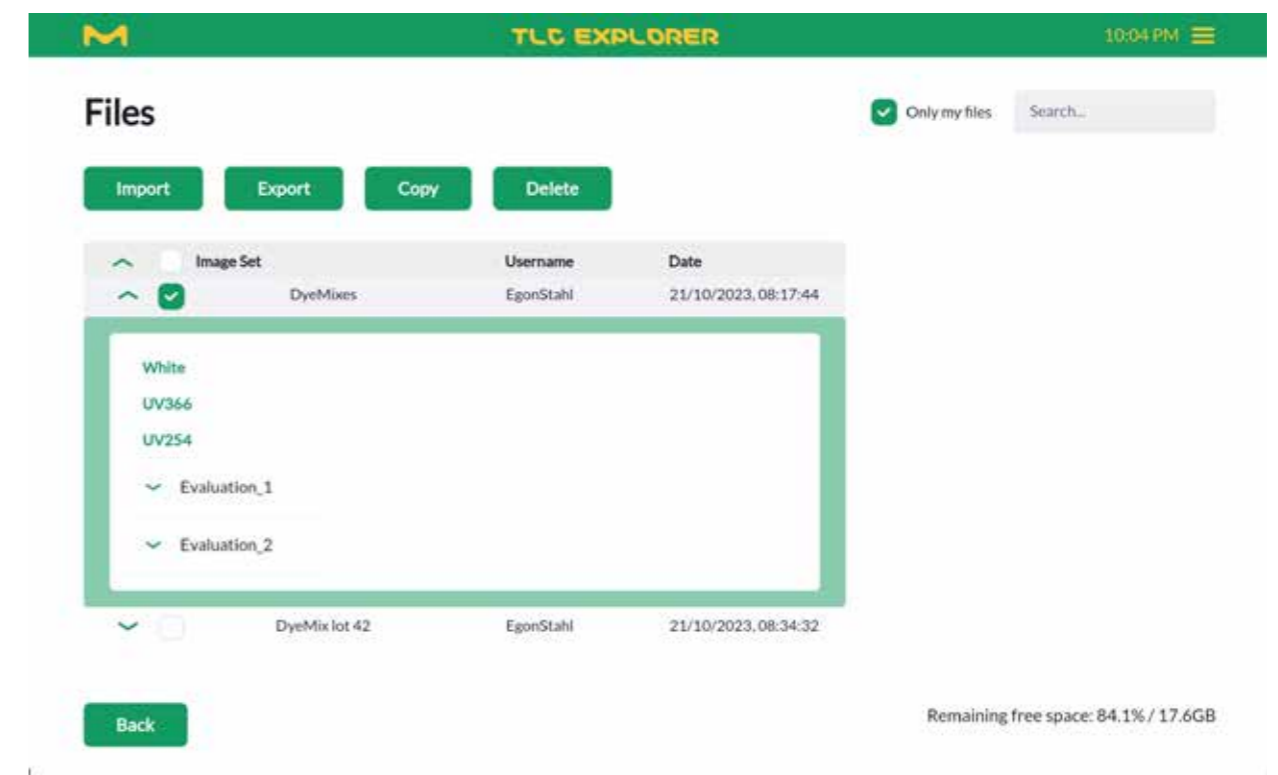 TLC EXPLORER 10:04 PM
Files
Only my files Search...
Import Export Copy Delete
Image Set Username Date
DyeMixes EgonStahl 21/10/2023, 08:17:44
White
UV366
UV254
Evaluation_1
Evaluation_2
DyeMix lot 42 EgonStahl 21/10/2023, 08:34:32
Back Remaining free space: 84.1% / 17.6GB